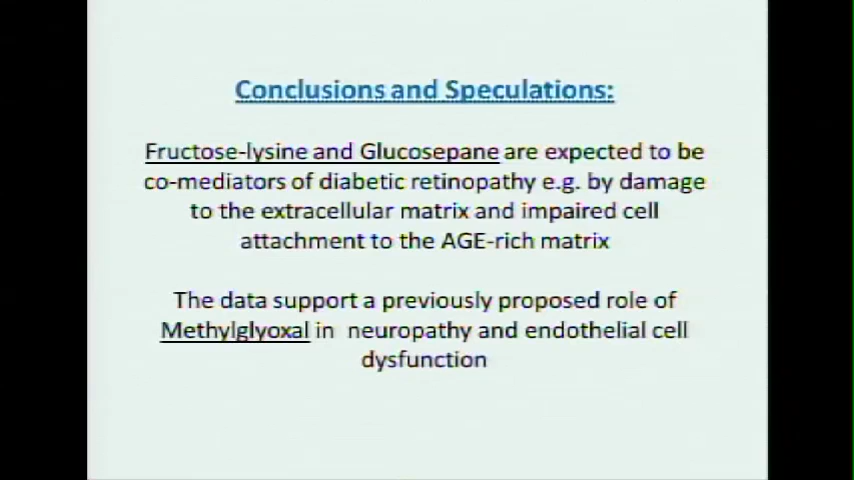 Conclusions and Speculations:
Fructose-lysine and Glucosepane are expected to be
co-mediators of diabetic retinopathy e.g. by damage
to the extracellular matrix and impaired cell
attachment to the AGE-rich matrix
The data support a previously proposed role of
Methylglyoxal in neuropathy and endothelial cell
dysfunction